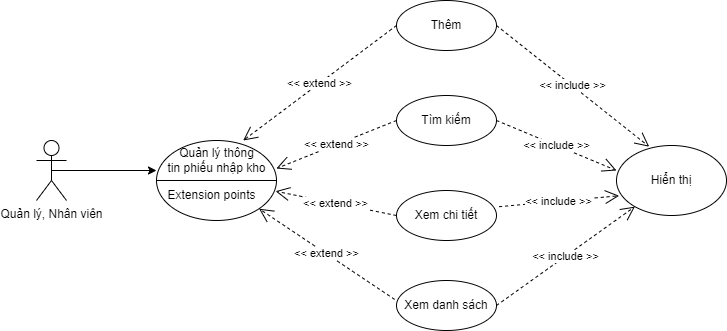 Thêm
<< extend >>
<< include >>
Tìm kiếm
<< extend >>
<< include >>
Quản lý thông
tin phiếu nhập kho
Extension points
Hiển thị
Quản lý, Nhân viên
<< extend >>
<< include >>
Xem chi tiết
<< extend >>
<< include >>
Xem danh sách